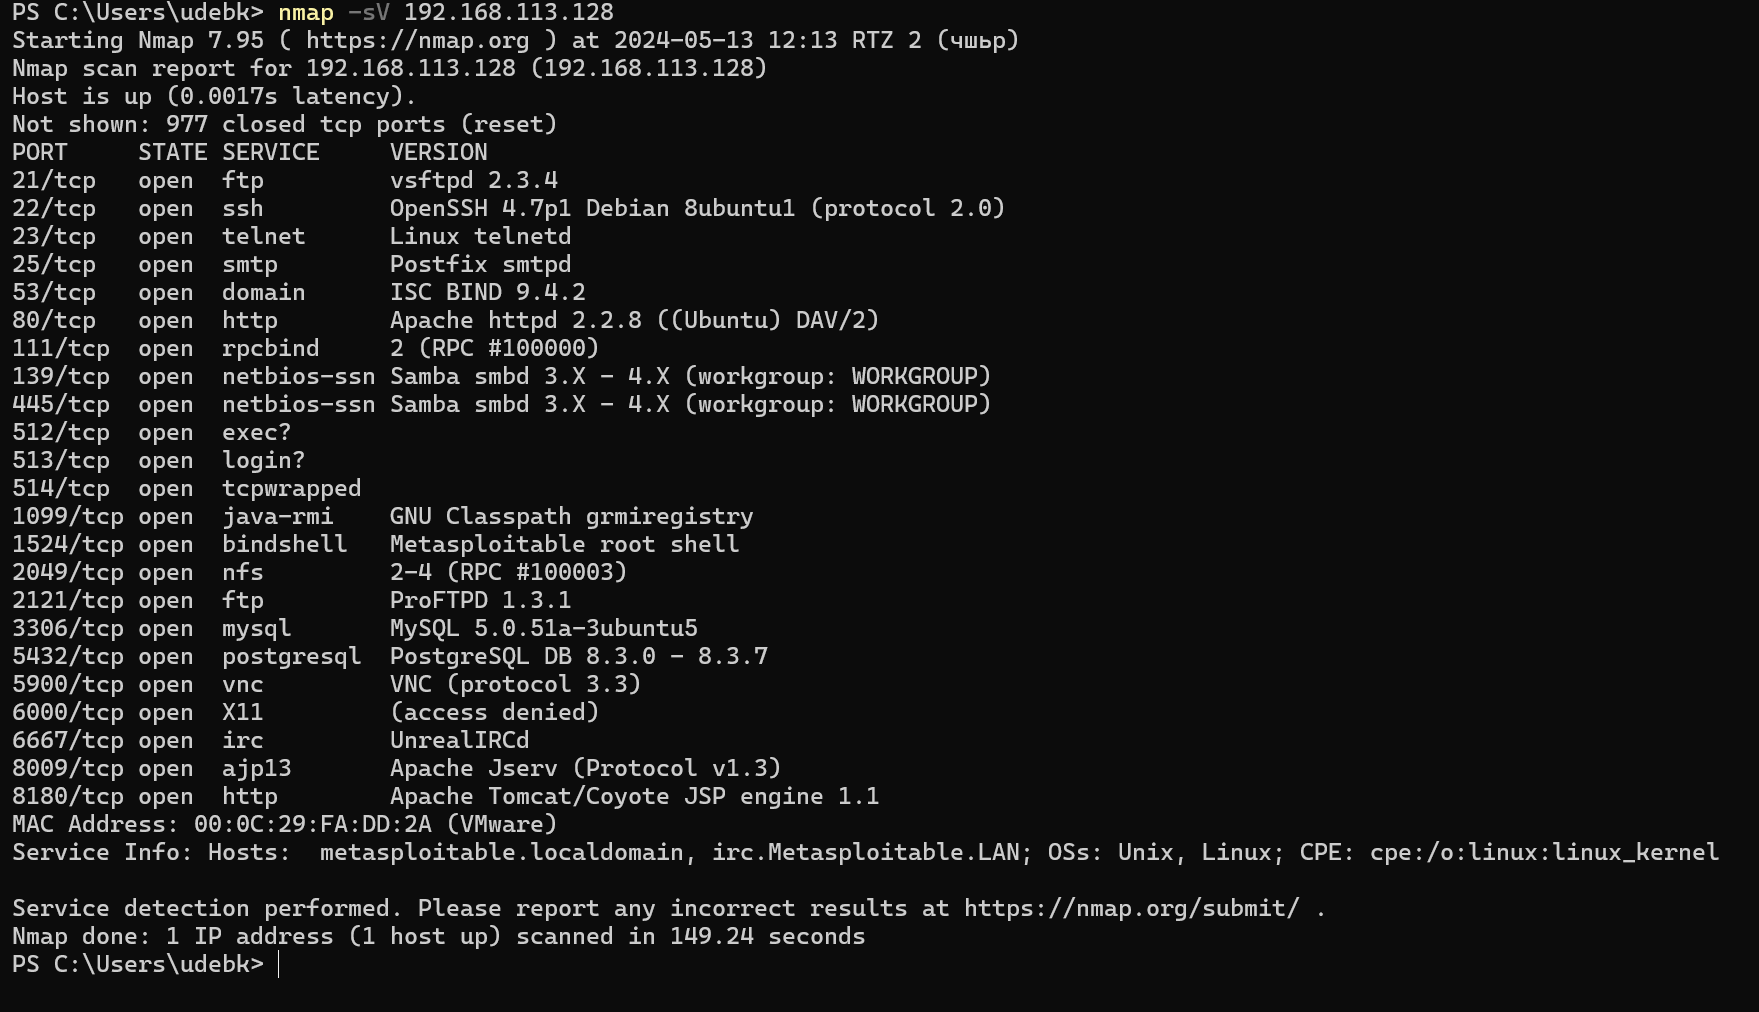 PS C:\Users\udebk> nmap -sV 192.168.113.128
Starting Nmap 7.95 ( https://nmap.org ) at 2024-05-13 12:13 RTZ 2 (чшьр)
Nmap scan report for 192.168.113.128 (192.168.113.128)
Host is up (0.0017s latency).
Not shown: 977 closed tcp ports (reset)
PORT     STATE SERVICE     VERSION
21/tcp   open  ftp         vsftpd 2.3.4
22/tcp   open  ssh         OpenSSH 4.7p1 Debian 8ubuntu1 (protocol 2.0)
23/tcp   open  telnet      Linux telnetd
25/tcp   open  smtp        Postfix smtpd
53/tcp   open  domain      ISC BIND 9.4.2
80/tcp   open  http        Apache httpd 2.2.8 ((Ubuntu) DAV/2)
111/tcp  open  rpcbind     2 (RPC #100000)
139/tcp  open  netbios-ssn Samba smbd 3.X - 4.X (workgroup: WORKGROUP)
445/tcp  open  netbios-ssn Samba smbd 3.X - 4.X (workgroup: WORKGROUP)
512/tcp  open  exec?
513/tcp  open  login?
514/tcp  open  tcpwrapped
1099/tcp open  java-rmi    GNU Classpath grmiregistry
1524/tcp open  bindshell   Metasploitable root shell
2049/tcp open  nfs         2-4 (RPC #100003)
2121/tcp open  ftp         ProFTPD 1.3.1
3306/tcp open  mysql       MySQL 5.0.51a-3ubuntu5
5432/tcp open  postgresql  PostgreSQL DB 8.3.0 - 8.3.7
5900/tcp open  vnc         VNC (protocol 3.3)
6000/tcp open  X11         (access denied)
6667/tcp open  irc         UnrealIRCd
8009/tcp open  ajp13       Apache Jserv (Protocol v1.3)
8180/tcp open  http        Apache Tomcat/Coyote JSP engine 1.1
MAC Address: 00:0C:29:FA:DD:2A (VMware)
Service Info: Hosts:  metasploitable.localdomain, irc.Metasploitable.LAN; OSs: Unix, Linux; CPE: cpe:/o:linux:linux_kernel
Service detection performed. Please report any incorrect results at https://nmap.org/submit/ .
Nmap done: 1 IP address (1 host up) scanned in 149.24 seconds
PS C:\Users\udebk>